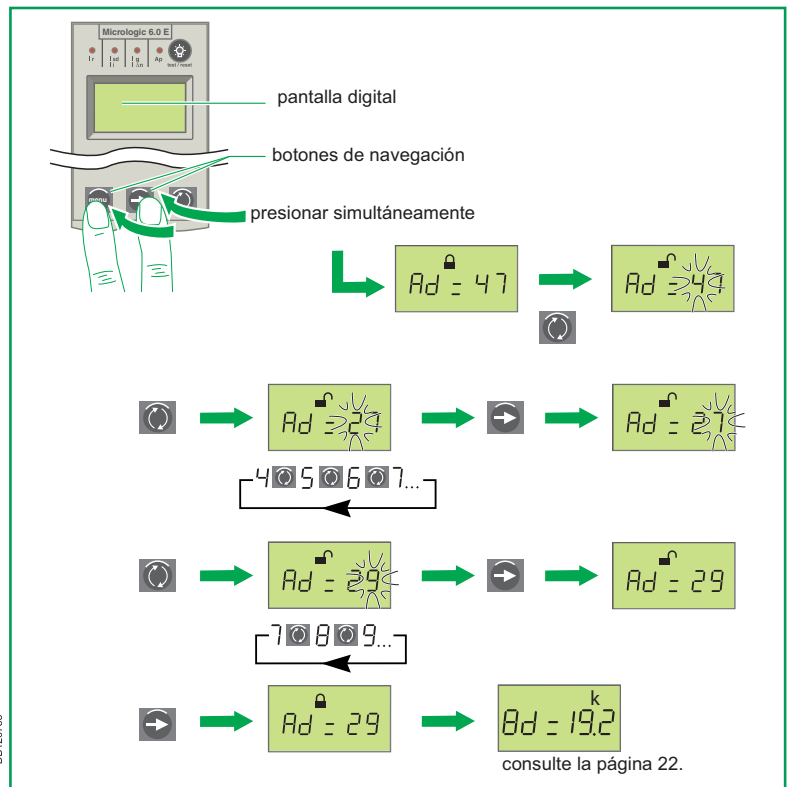 Micrologic 6.0 E
Ir Isd Ig Ap
Ii IΔn test / reset
pantalla digital
botones de navegación
menu
presionar simultáneamente
Ad = 47
Ad = 47
Ad = 27
Ad = 27
4 5 6 7...
Ad = 29
Ad = 29
7 8 9...
Ad = 29
k
Bd = 19.2
consulte la página 22.